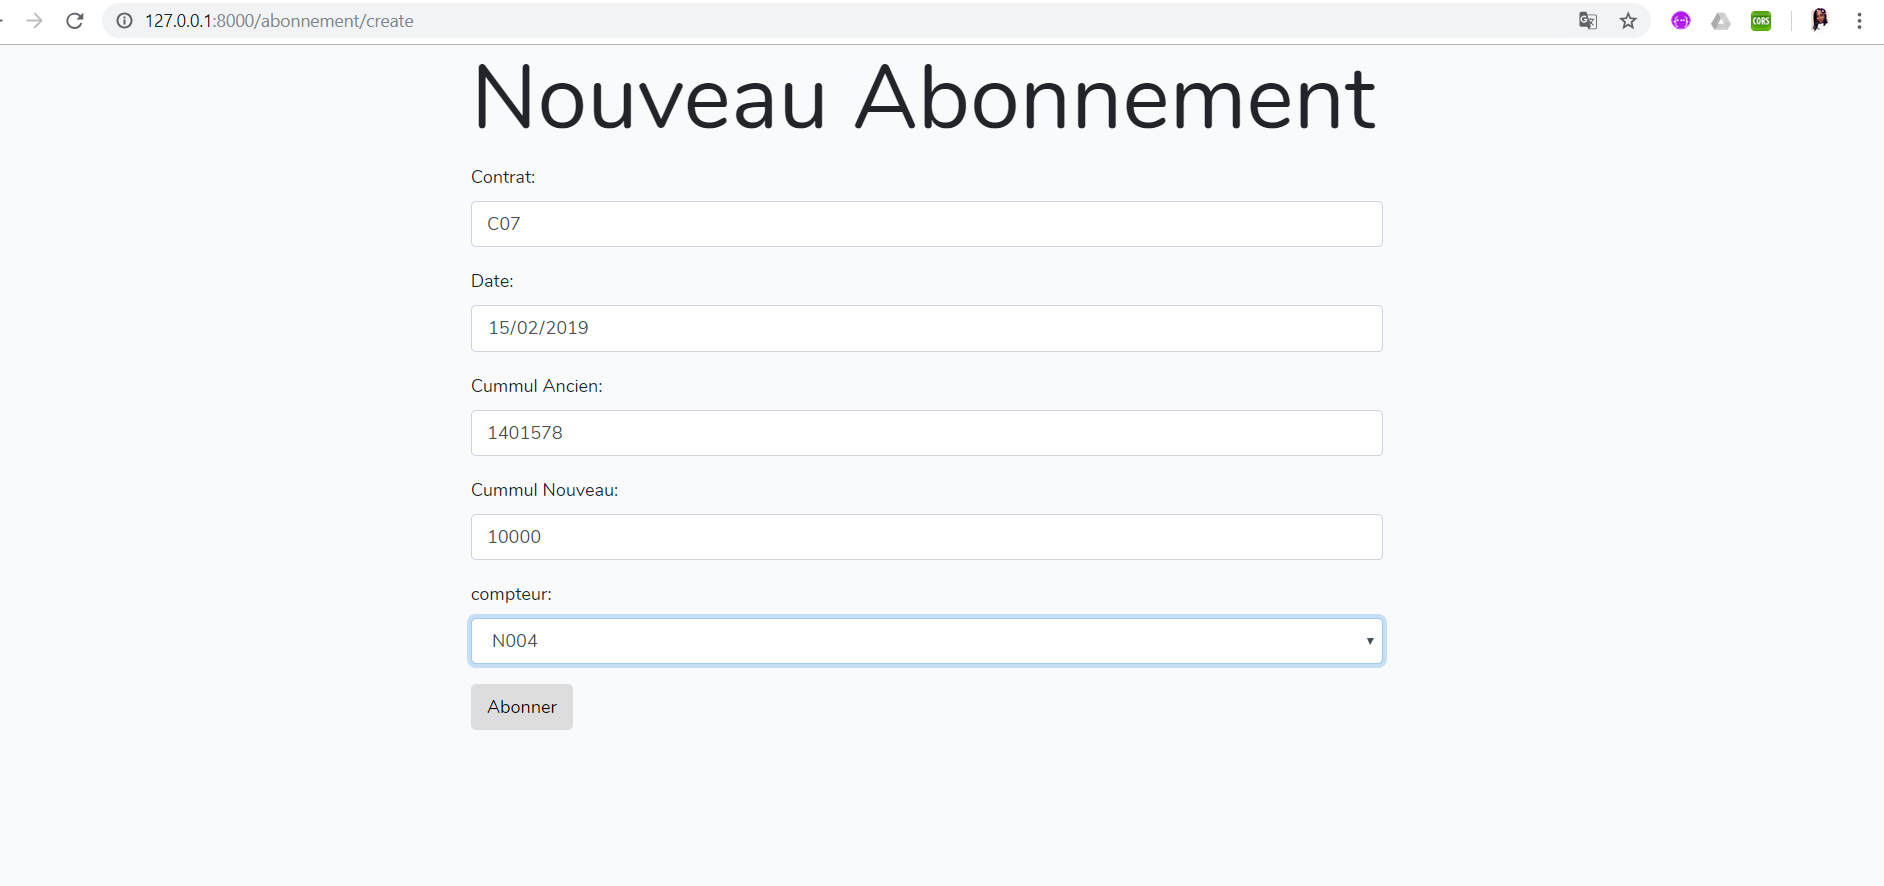 127.0.0.1:8000/abonnement/create
CORS
Nouveau Abonnement
Contrat:
C07
Date:
15/02/2019
Cummul Ancien:
1401578
Cummul Nouveau:
10000
compteur:
N004
Abonner